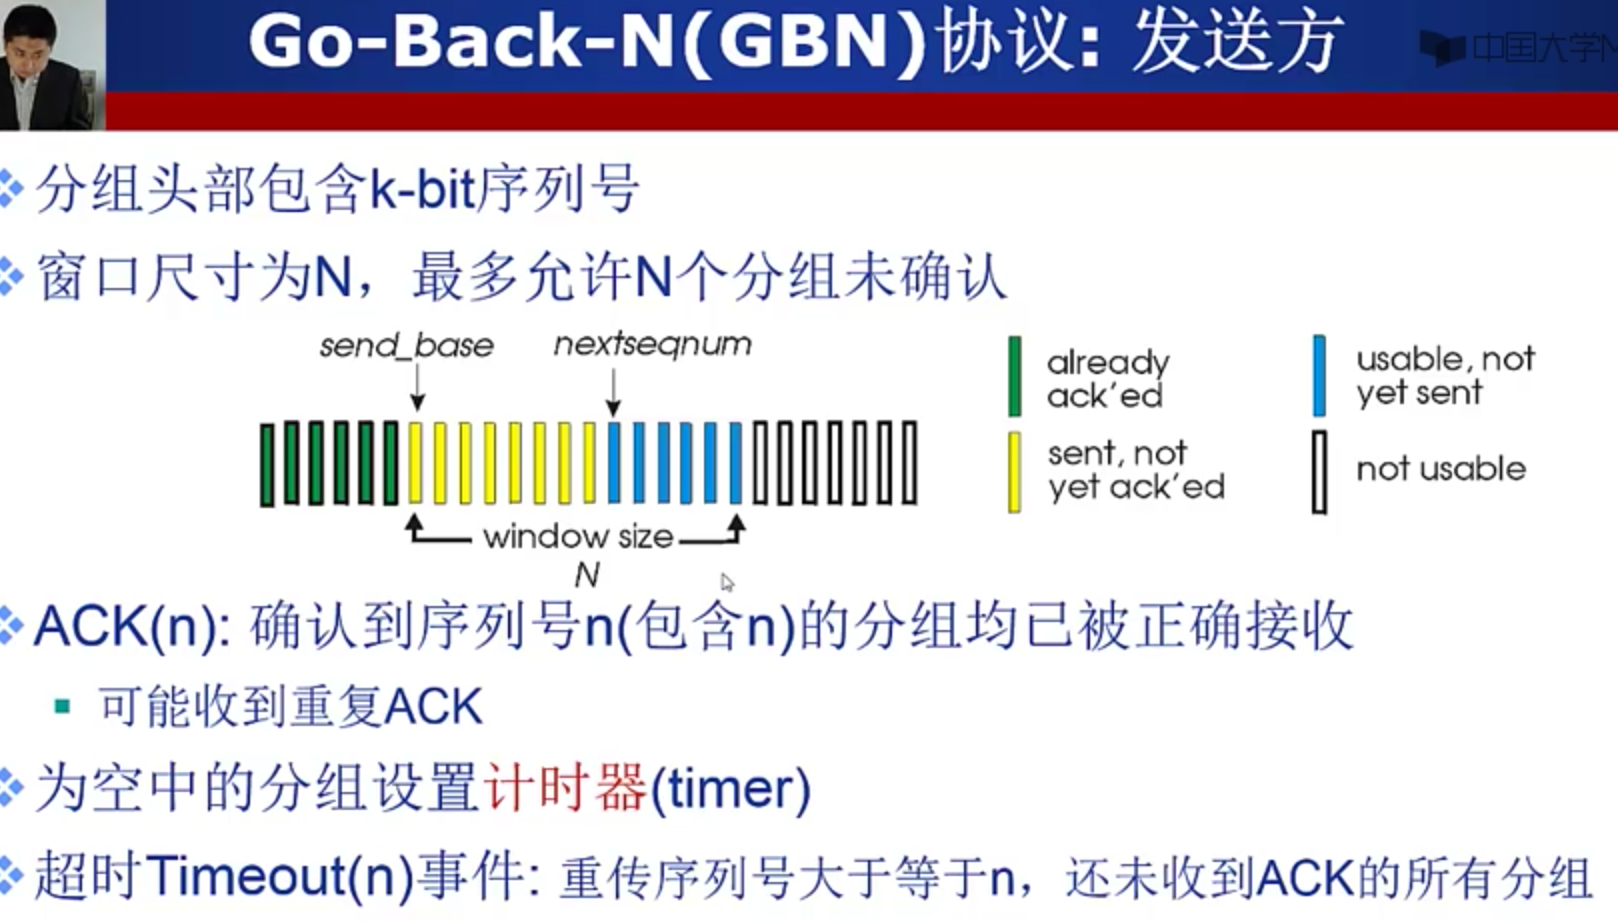 Go-Back-N(GBN)协议: 发送方
中国大学
分组头部包含k-bit序列号
窗口尺寸为N，最多允许N个分组未确认
send_base
nextseqnum
already
ack'ed
usable, not
yet sent
sent, not
yet ack'ed
not usable
window size
N
ACK(n): 确认到序列号n(包含n)的分组均已被正确接收
可能收到重复ACK
为空中的分组设置计时器(timer)
超时Timeout(n)事件: 重传序列号大于等于n，还未收到ACK的所有分组